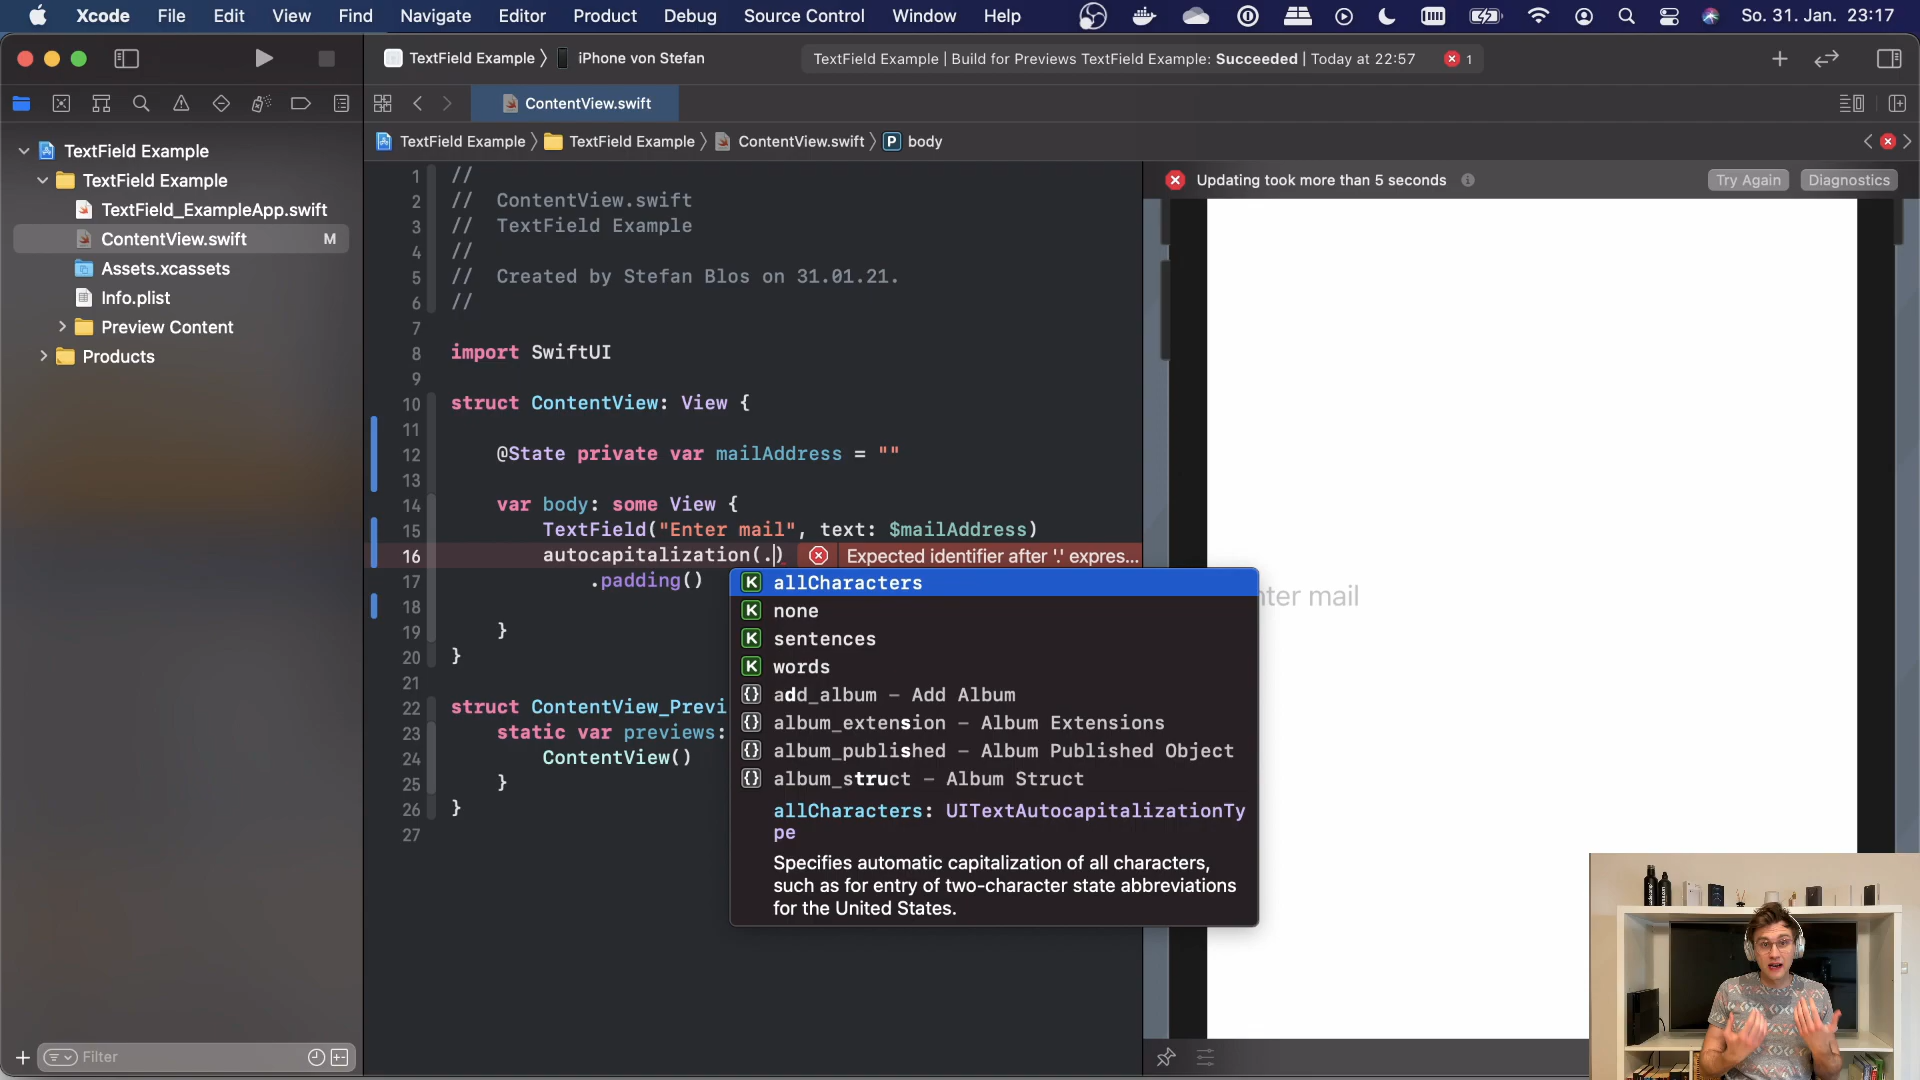 Xcode File Edit View Find Navigate Editor Product Debug Source Control Window Help So. 31. Jan. 23:17
TextField Example iPhone von Stefan TextField Example | Build for Previews TextField Example: Succeeded | Today at 22:57 1
ContentView.swift
TextField Example TextField Example ContentView.swift P body
TextField Example
TextField Example
TextField_ExampleApp.swift
ContentView.swift M
Assets.xcassets
Info.plist
Preview Content
Products
Filter
1 //
2 // ContentView.swift
3 // TextField Example
4 //
5 // Created by Stefan Blos on 31.01.21.
6 //
7
8 import SwiftUI
9
10 struct ContentView: View {
11
12 @State private var mailAddress = ""
13
14 var body: some View {
15 TextField("Enter mail", text: $mailAddress)
16 autocapitalization(.) Expected identifier after '.' expres...
17 .padding()
18
19 }
20 }
21
22 struct ContentView_Previ
23 static var previews:
24 ContentView()
25 }
26 }
27
K allCharacters
K none
K sentences
K words
{} add_album – Add Album
{} album_extension – Album Extensions
{} album_published – Album Published Object
{} album_struct – Album Struct
allCharacters: UITextAutocapitalizationTy
pe
Specifies automatic capitalization of all characters,
such as for entry of two-character state abbreviations
for the United States.
Updating took more than 5 seconds Try Again Diagnostics
nter mail